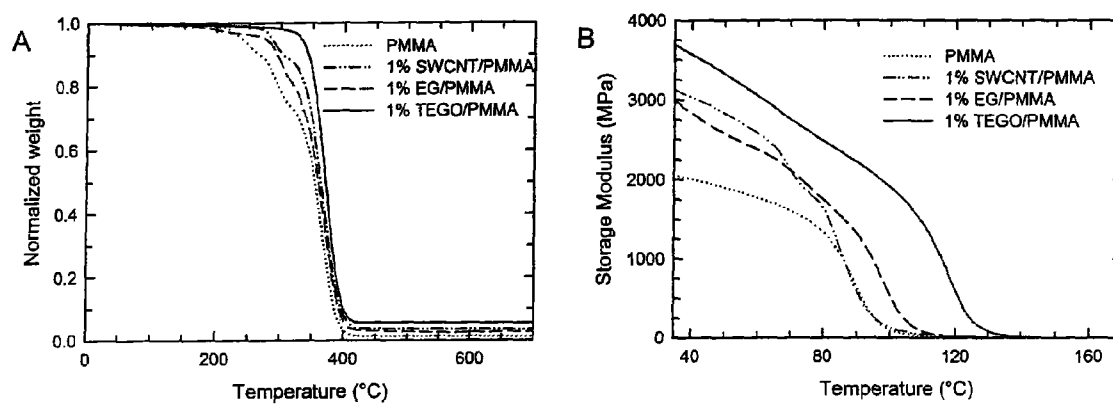 A
1.0
0.8
0.6
0.4
0.2
0.0
Normalized weight
PMMA
1% SWCNT/PMMA
1% EG/PMMA
1% TEGO/PMMA
0
200
400
600
Temperature (°C)
B
4000
3000
2000
1000
0
Storage Modulus (MPa)
PMMA
1% SWCNT/PMMA
1% EG/PMMA
1% TEGO/PMMA
40
80
120
160
Temperature (°C)